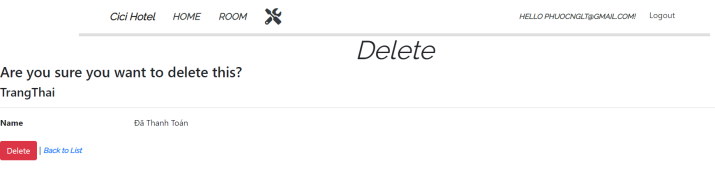 Cici Hotel HOME ROOM HELLO PHUOCNGLT@GMAIL.COM! Logout
Delete
Are you sure you want to delete this?
TrangThai
Name Đã Thanh Toán
Delete | Back to List